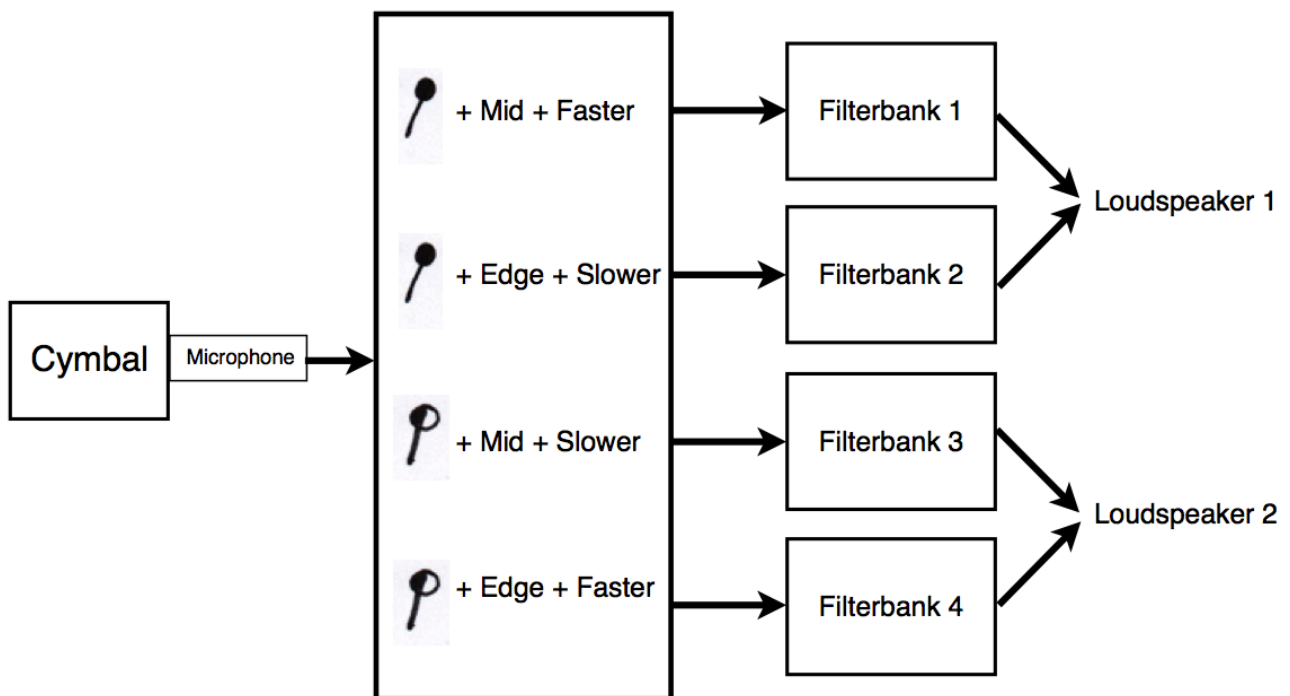 + Mid + Faster
Filterbank 1
Loudspeaker 1
+ Edge + Slower
Filterbank 2
Cymbal
Microphone
+ Mid + Slower
Filterbank 3
Loudspeaker 2
+ Edge + Faster
Filterbank 4